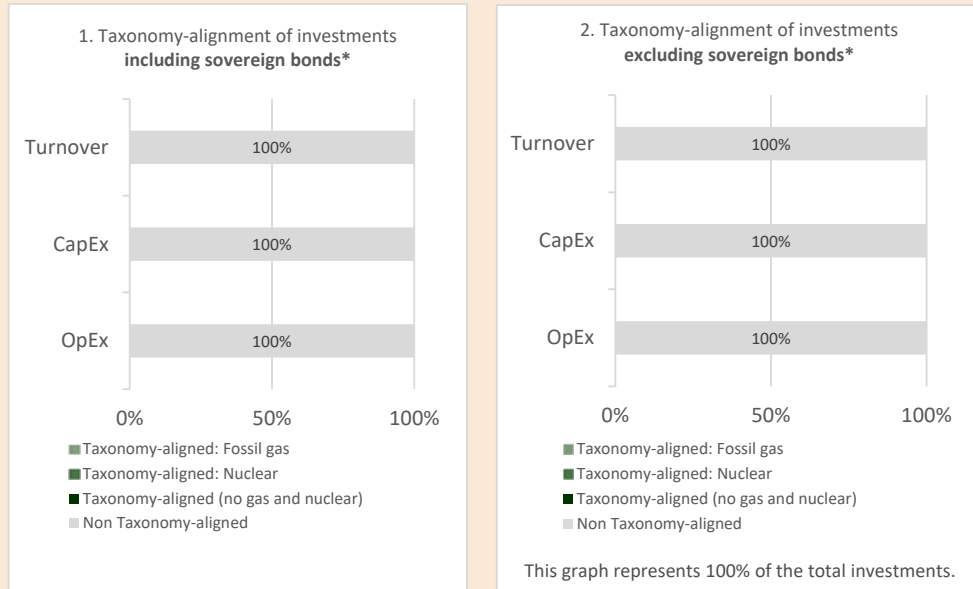 1. Taxonomy-alignment of investments
including sovereign bonds*
Turnover
100%
CapEx
100%
OpEx
100%
0%
50%
100%
Taxonomy-aligned: Fossil gas
Taxonomy-aligned: Nuclear
Taxonomy-aligned (no gas and nuclear)
Non Taxonomy-aligned
2. Taxonomy-alignment of investments
excluding sovereign bonds*
Turnover
100%
CapEx
100%
OpEx
100%
0%
50%
100%
Taxonomy-aligned: Fossil gas
Taxonomy-aligned: Nuclear
Taxonomy-aligned (no gas and nuclear)
Non Taxonomy-aligned
This graph represents 100% of the total investments.